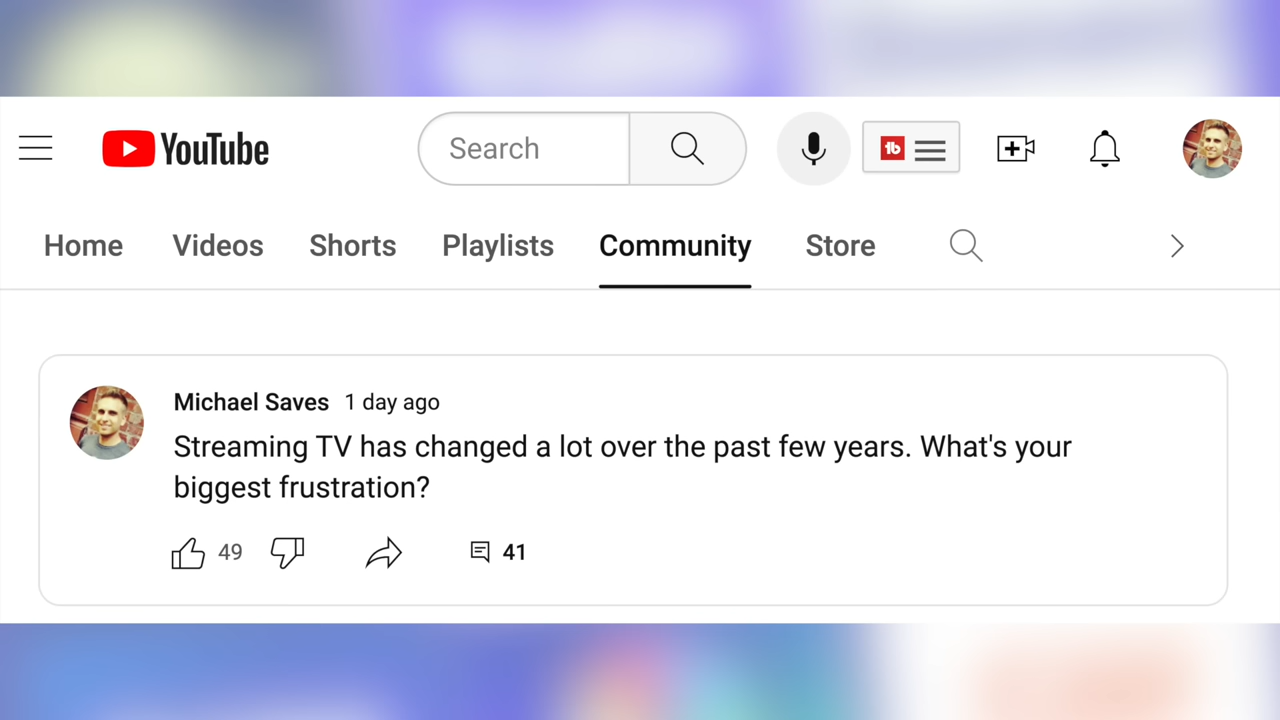 YouTube
Search
Home Videos Shorts Playlists Community Store
Michael Saves 1 day ago
Streaming TV has changed a lot over the past few years. What's your
biggest frustration?
49 41